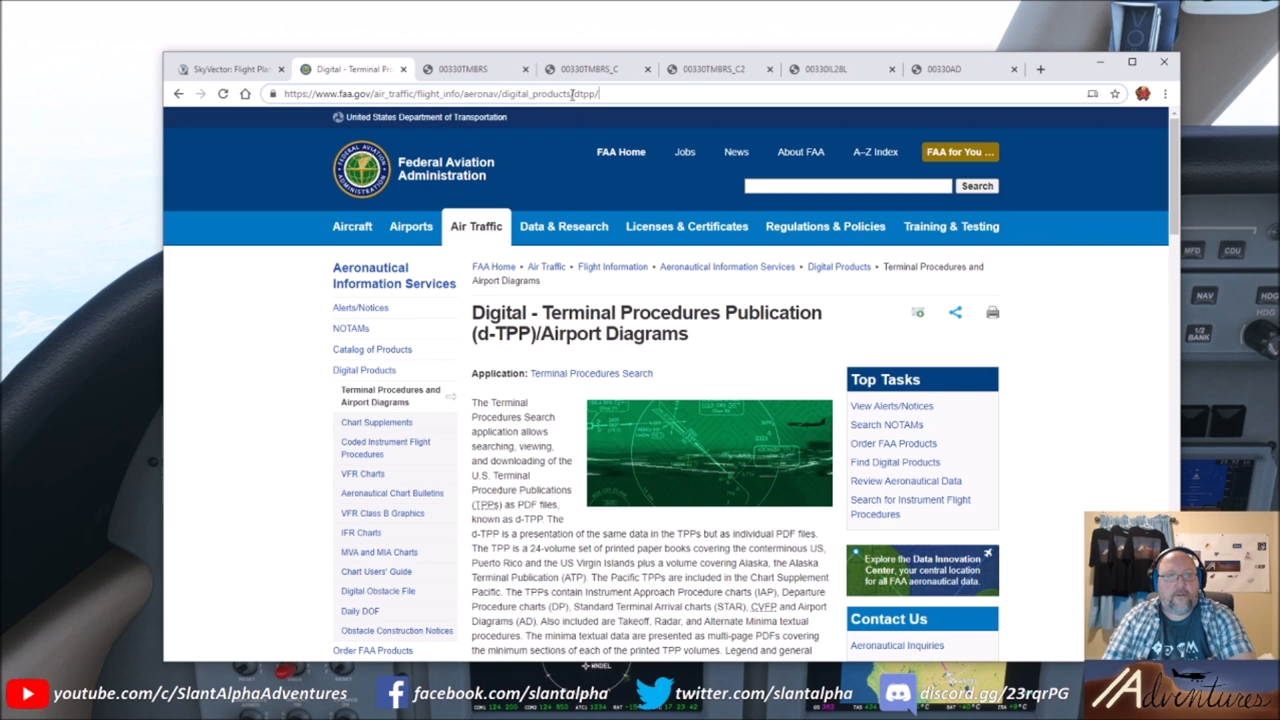 SkyVector: Flight Pla
Digital - Terminal Pro
00330TMBRS
00330TMBRS_C
00330TMBRS_C2
00330IL28L
00330AD
https://www.faa.gov/air_traffic/flight_info/aeronav/digital_products/dtpp/
United States Department of Transportation
Federal Aviation
Administration
FAA Home
Jobs
News
About FAA
A–Z Index
FAA for You ...
Search
Aircraft
Airports
Air Traffic
Data & Research
Licenses & Certificates
Regulations & Policies
Training & Testing
Aeronautical
Information Services
Alerts/Notices
NOTAMs
Catalog of Products
Digital Products
Terminal Procedures and
Airport Diagrams
Chart Supplements
Coded Instrument Flight
Procedures
VFR Charts
Aeronautical Chart Bulletins
VFR Class B Graphics
IFR Charts
MVA and MIA Charts
Chart Users' Guide
Digital Obstacle File
Daily DOF
Obstacle Construction Notices
Order FAA Products
FAA Home • Air Traffic • Flight Information • Aeronautical Information Services • Digital Products • Terminal Procedures and
Airport Diagrams
Digital - Terminal Procedures Publication
(d-TPP)/Airport Diagrams
Application: Terminal Procedures Search
The Terminal
Procedures Search
application allows
searching, viewing,
and downloading of the
U.S. Terminal
Procedure Publications
(TPPs) as PDF files,
known as d-TPP. The
d-TPP is a presentation of the same data in the TPPs but as individual PDF files.
The TPP is a 24-volume set of printed paper books covering the conterminous US,
Puerto Rico and the US Virgin Islands plus a volume covering Alaska, the Alaska
Terminal Publication (ATP). The Pacific TPPs are included in the Chart Supplement
Pacific. The TPPs contain Instrument Approach Procedure charts (IAP), Departure
Procedure charts (DP), Standard Terminal Arrival charts (STAR), CVFP and Airport
Diagrams (AD). Also included are Takeoff, Radar, and Alternate Minima textual
procedures. The minima textual data are presented as multi-page PDFs covering
the minimum sections of each of the printed TPP volumes. Legend and general
Top Tasks
View Alerts/Notices
Search NOTAMs
Order FAA Products
Find Digital Products
Review Aeronautical Data
Search for Instrument Flight
Procedures
Explore the Data Innovation
Center, your central location
for all FAA aeronautical data.
Contact Us
Aeronautical Inquiries
MFD
CDU
NAV
HDG
HDG
1/2
BANK
MNDEL
youtube.com/c/SlantAlphaAdventures
facebook.com/slantalpha
twitter.com/slantalpha
discord.gg/23rqrPG
Adventures